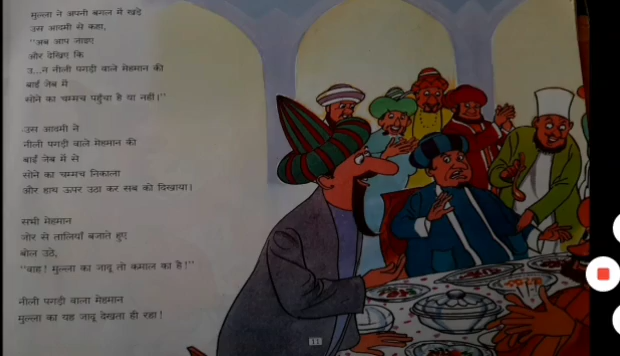 मुल्ला ने अपनी बगल में खड़े
उस आदमी से कहा,
"अब आप जाइए
और देखिए कि
उ...न नीली पगड़ी वाले मेहमान की
बाईं जेब में
सोने का चम्मच पहुँचा है या नहीं।"
उस आदमी ने
नीली पगड़ी वाले मेहमान की
बाईं जेब में से
सोने का चम्मच निकाला
और हाथ ऊपर उठा कर सब को दिखाया।
सभी मेहमान
जोर से तालियाँ बजाते हुए
बोल उठे,
"वाह! मुल्ला का जादू तो कमाल का है!"
नीली पगड़ी वाला मेहमान
मुल्ला का यह जादू देखता ही रहा!
11